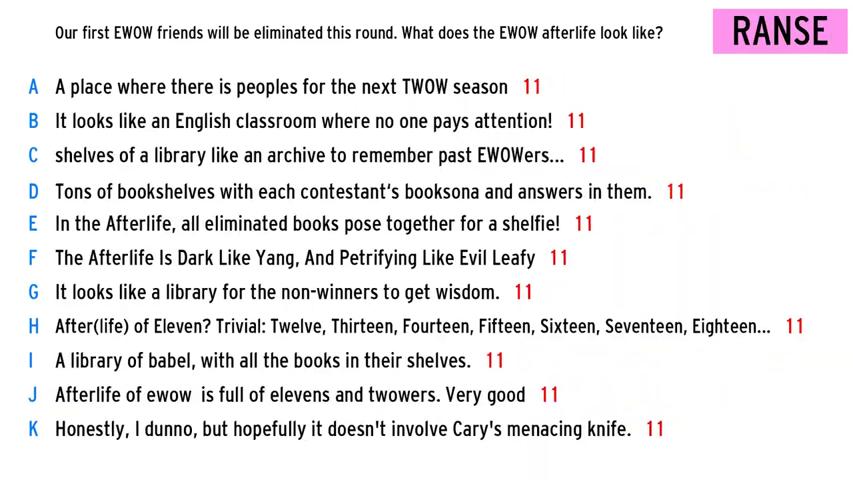 Our first EWOW friends will be eliminated this round. What does the EWOW afterlife look like?
RANSE
A A place where there is peoples for the next TWOW season 11
B It looks like an English classroom where no one pays attention! 11
C shelves of a library like an archive to remember past EWOWers... 11
D Tons of bookshelves with each contestant's booksona and answers in them. 11
E In the Afterlife, all eliminated books pose together for a shelfie! 11
F The Afterlife Is Dark Like Yang, And Petrifying Like Evil Leafy 11
G It looks like a library for the non-winners to get wisdom. 11
H After(life) of Eleven? Trivial: Twelve, Thirteen, Fourteen, Fifteen, Sixteen, Seventeen, Eighteen... 11
I A library of babel, with all the books in their shelves. 11
J Afterlife of ewow is full of elevens and twowers. Very good 11
K Honestly, I dunno, but hopefully it doesn't involve Cary's menacing knife. 11